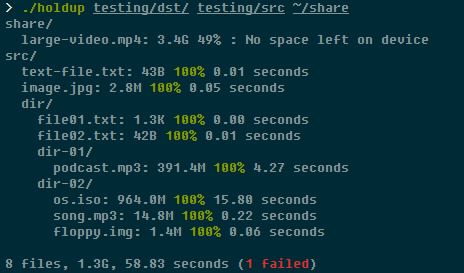 > ./holdup testing/dst/ testing/src ~/share
share/
large-video.mp4: 3.4G 49% : No space left on device
src/
text-file.txt: 43B 100% 0.01 seconds
image.jpg: 2.8M 100% 0.05 seconds
dir/
file01.txt: 1.3K 100% 0.00 seconds
file02.txt: 42B 100% 0.01 seconds
dir-01/
podcast.mp3: 391.4M 100% 4.27 seconds
dir-02/
os.iso: 964.0M 100% 15.80 seconds
song.mp3: 14.8M 100% 0.22 seconds
floppy.img: 1.4M 100% 0.06 seconds
8 files, 1.3G, 58.83 seconds (1 failed)